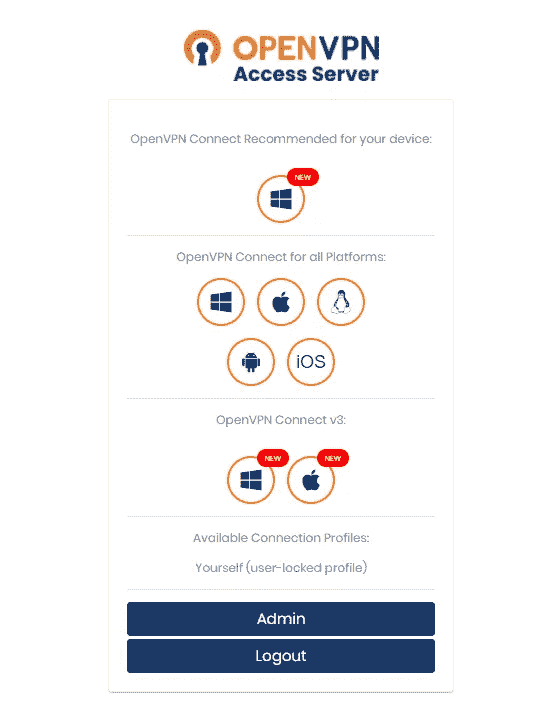 OPENVPN
Access Server
OpenVPN Connect Recommended for your device:
NEW
OpenVPN Connect for all Platforms:
iOS
OpenVPN Connect v3:
NEW NEW
Available Connection Profiles:
Yourself (user-locked profile)
Admin
Logout